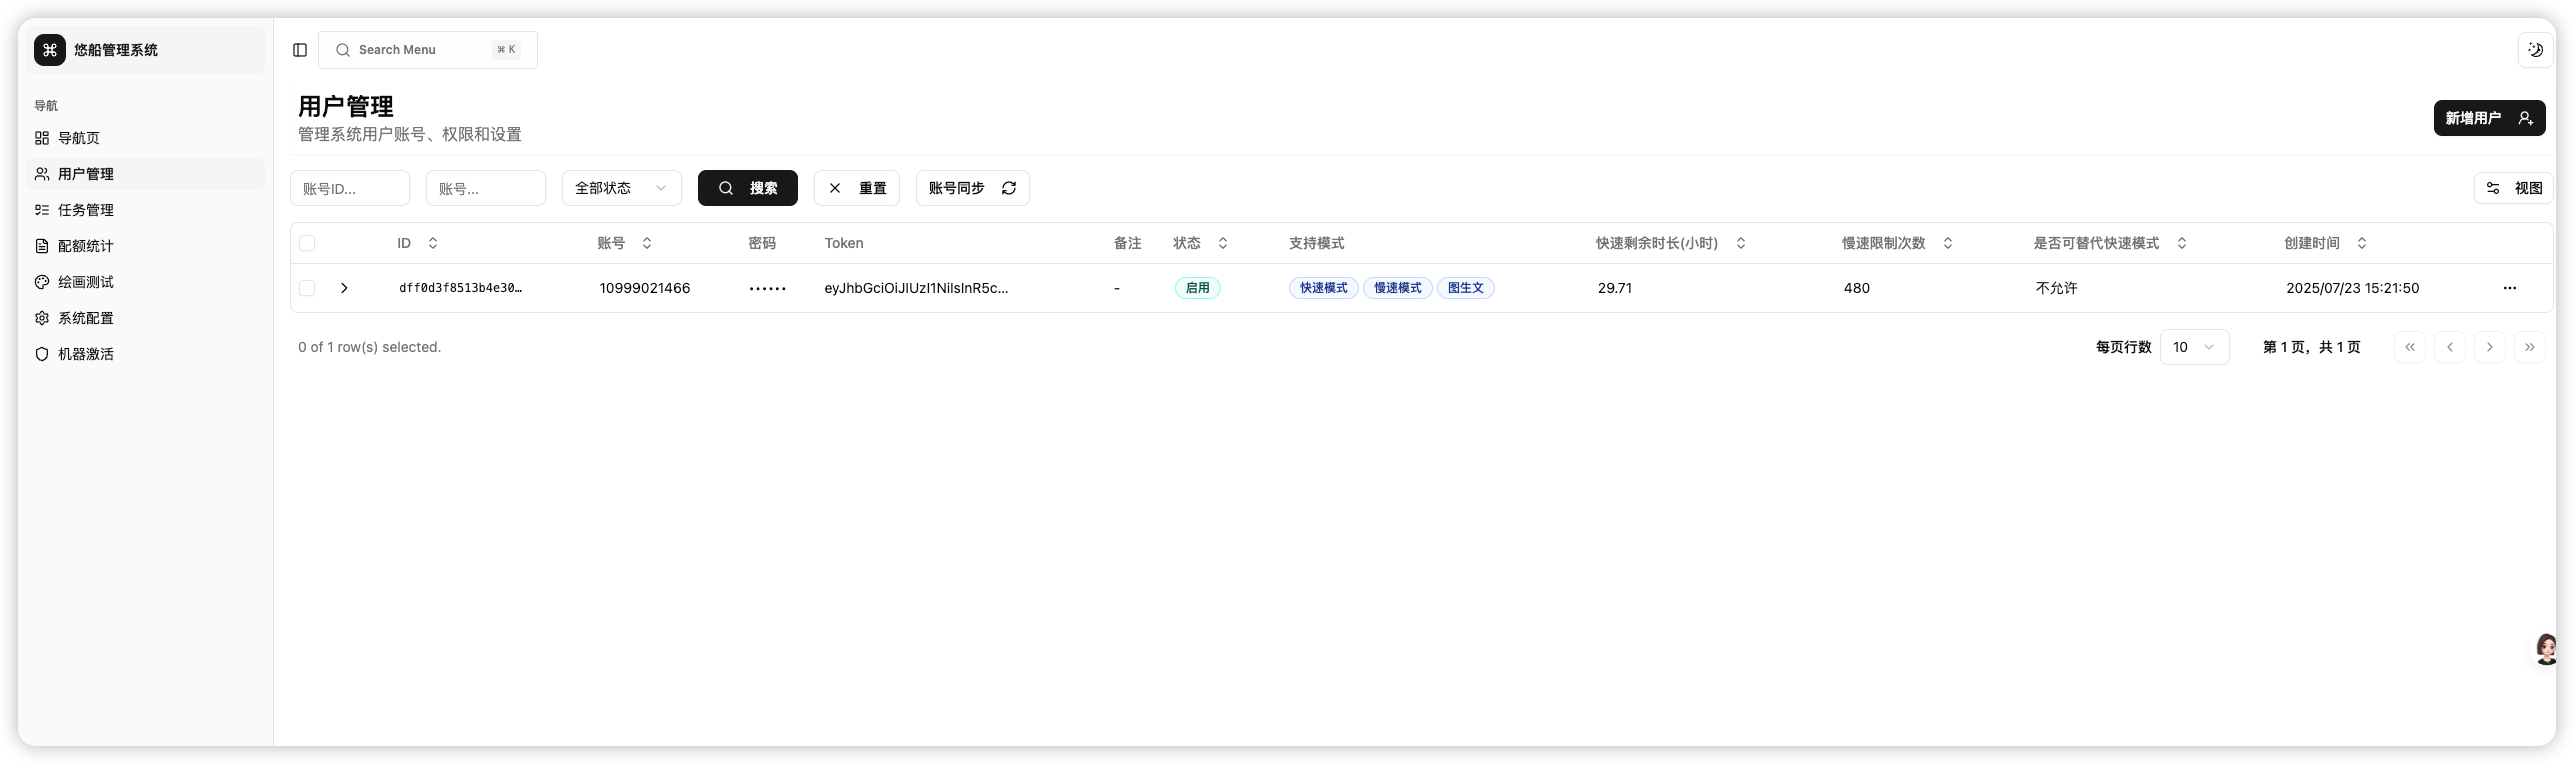 悠船管理系统
Search Menu ⌘ K
导航
导航页
用户管理
任务管理
配额统计
绘画测试
系统配置
机器激活
用户管理
管理系统用户账号、权限和设置
新增用户
账号ID... 账号... 全部状态 搜索 重置 账号同步 视图
ID 账号 密码 Token 备注 状态 支持模式 快速剩余时长(小时) 慢速限制次数 是否可替代快速模式 创建时间
dff0d3f8513b4e30… 10999021466 •••••• eyJhbGciOiJIUzI1NiIsInR5c... - 启用 快速模式 慢速模式 图生文 29.71 480 不允许 2025/07/23 15:21:50 ···
0 of 1 row(s) selected.
每页行数 10 第 1 页，共 1 页